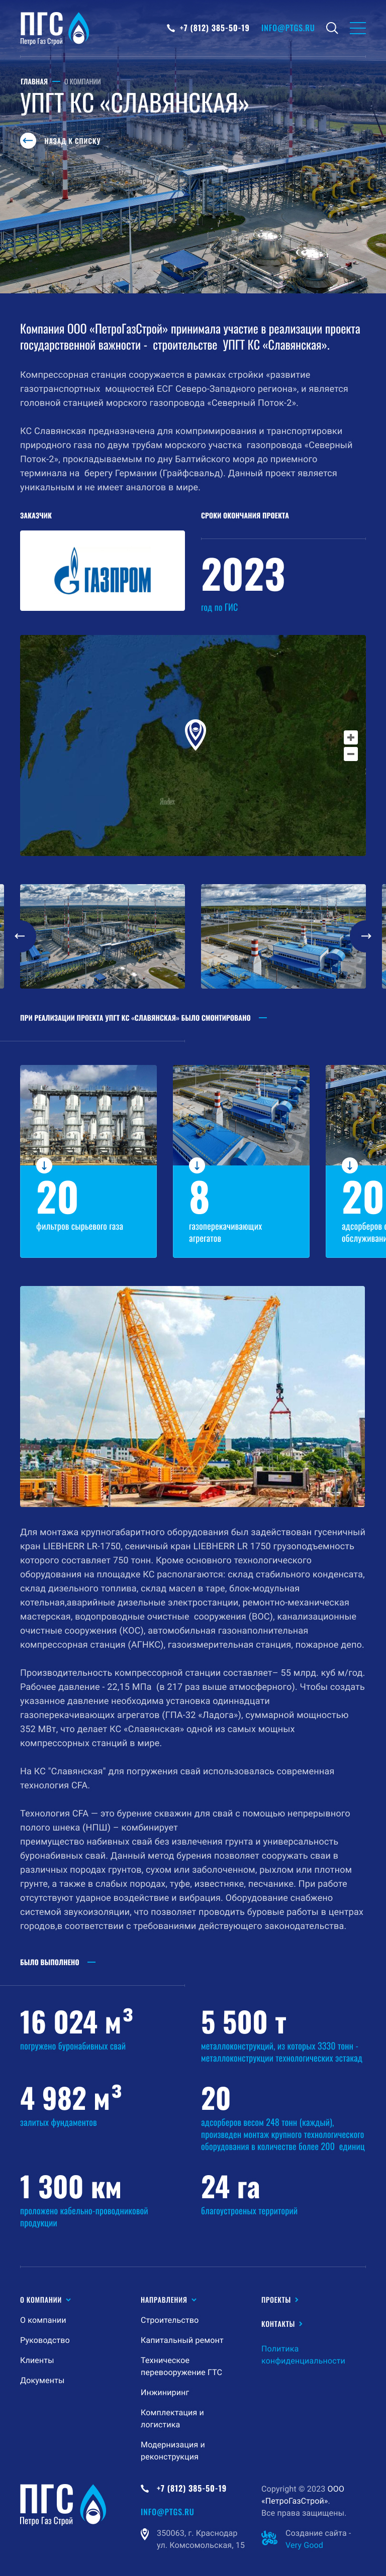 ПГС
Петро Газ Строй
+7 (812) 385-50-19
INFO@PTGS.RU
ГЛАВНАЯ — О КОМПАНИИ
УПГТ КС «СЛАВЯНСКАЯ»
НАЗАД К СПИСКУ
Компания ООО «ПетроГазСтрой» принимала участие в реализации проекта
государственной важности - строительстве УПГТ КС «Славянская».
Компрессорная станция сооружается в рамках стройки «развитие
газотранспортных мощностей ЕСГ Северо-Западного региона», и является
головной станцией морского газопровода «Северный Поток-2».
КС Славянская предназначена для компримирования и транспортировки
природного газа по двум трубам морского участка газопровода «Северный
Поток-2», прокладываемым по дну Балтийского моря до приемного
терминала на берегу Германии (Грайфсвальд). Данный проект является
уникальным и не имеет аналогов в мире.
ЗАКАЗЧИК
СРОКИ ОКОНЧАНИЯ ПРОЕКТА
ГАЗПРОМ
2023
год по ГИС
+
−
ПРИ РЕАЛИЗАЦИИ ПРОЕКТА УПГТ КС «СЛАВЯНСКАЯ» БЫЛО СМОНТИРОВАНО —
20
фильтров сырьевого газа
8
газоперекачивающих
агрегатов
20
адсорберов
Для монтажа крупногабаритного оборудования был задействован гусеничный
кран LIEBHERR LR-1750, сеничный кран LIEBHERR LR 1750 грузоподъемность
которого составляет 750 тонн. Кроме основного технологического
оборудования на площадке КС располагаются: склад стабильного конденсата,
склад дизельного топлива, склад масел в таре, блок-модульная
котельная,аварийные дизельные электростанции, ремонтно-механическая
мастерская, водопроводные очистные сооружения (ВОС), канализационные
очистные сооружения (КОС), автомобильная газонаполнительная
компрессорная станция (АГНКС), газоизмерительная станция, пожарное депо.
Производительность компрессорной станции составляет– 55 млрд. куб м/год.
Рабочее давление - 22,15 МПа (в 217 раз выше атмосферного). Чтобы создать
указанное давление необходима установка одиннадцати
газоперекачивающих агрегатов (ГПА-32 «Ладога»), суммарной мощностью
352 МВт, что делает КС «Славянская» одной из самых мощных
компрессорных станций в мире.
На КС "Славянская" для погружения свай использовалась современная
технология CFA.
Технология CFA — это бурение скважин для свай с помощью непрерывного
полого шнека (НПШ) – комбинирует
преимущество набивных свай без извлечения грунта и универсальность
буронабивных свай. Данный метод бурения позволяет сооружать сваи в
различных породах грунтов, сухом или заболоченном, рыхлом или плотном
грунте, а также в слабых породах, туфе, известняке, песчанике. При работе
отсутствуют ударное воздействие и вибрация. Оборудование снабжено
системой звукоизоляции, что позволяет проводить буровые работы в центрах
городов,в соответствии с требованиями действующего законодательства.
БЫЛО ВЫПОЛНЕНО —
16 024 м³
погружено буронабивных свай
5 500 т
металлоконструкций, из которых 3330 тонн -
металлоконструкции технологических эстакад
4 982 м³
залитых фундаментов
20
адсорберов весом 248 тонн (каждый),
произведен монтаж крупного технологического
оборудования в количестве более 200 единиц
1 300 км
проложено кабельно-проводниковой
продукции
24 га
благоустроеных территорий
О КОМПАНИИ
О компании
Руководство
Клиенты
Документы
НАПРАВЛЕНИЯ
Строительство
Капитальный ремонт
Техническое
перевооружение ГТС
Инжиниринг
Комплектация и
логистика
Модернизация и
реконструкция
ПРОЕКТЫ
КОНТАКТЫ
Политика
конфиденциальности
ПГС
Петро Газ Строй
+7 (812) 385-50-19
INFO@PTGS.RU
350063, г. Краснодар
ул. Комсомольская, 15
Copyright © 2023 ООО
«ПетроГазСтрой».
Все права защищены.
Создание сайта -
Very Good